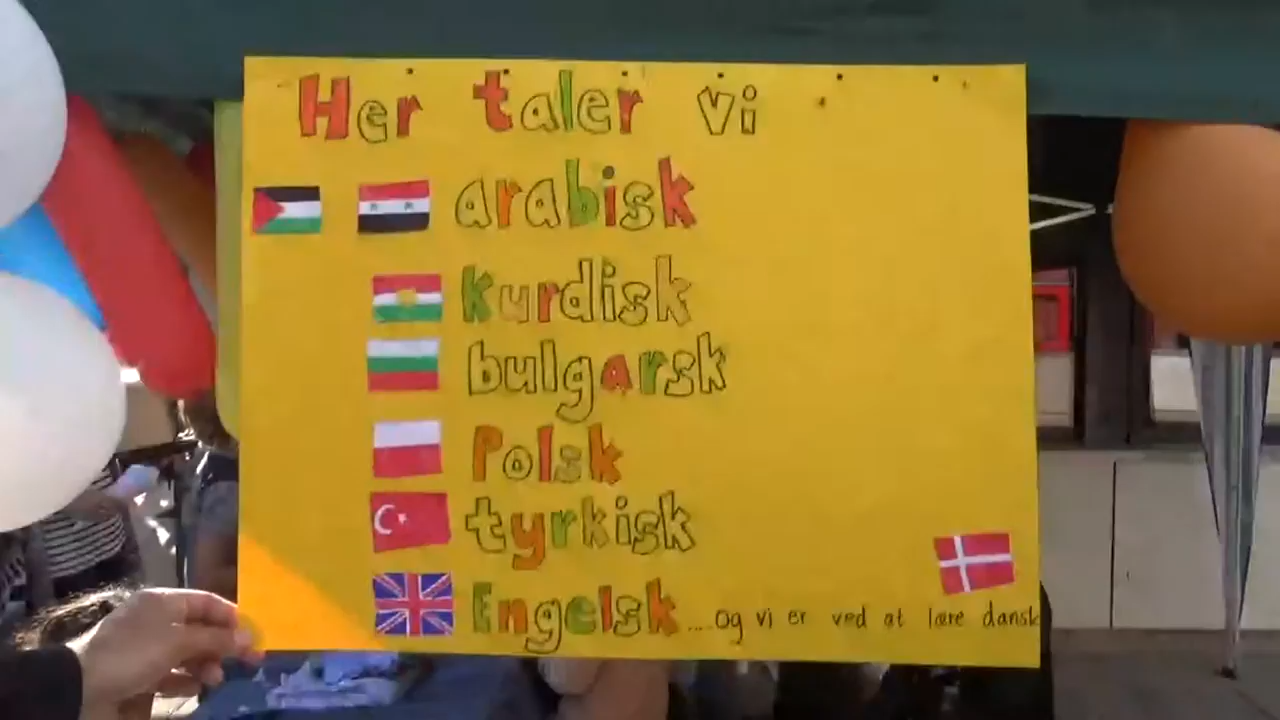 Her taler vi
arabisk
kurdisk
bulgarsk
Polsk
tyrkisk
Engelsk....og vi er ved at lære dansk